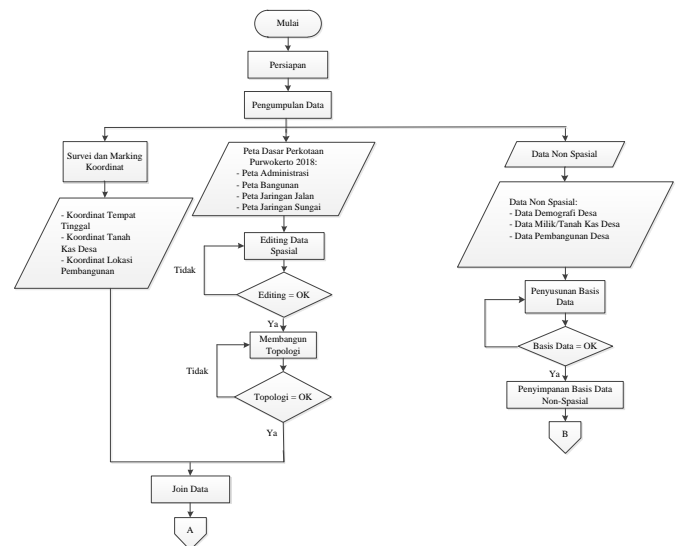 Mulai
Persiapan
Pengumpulan Data
Survei dan Marking
Koordinat
- Koordinat Tempat
Tinggal
- Koordinat Tanah
Kas Desa
- Koordinat Lokasi
Pembangunan
Peta Dasar Perkotaan
Purwokerto 2018:
- Peta Administrasi
- Peta Bangunan
- Peta Jaringan Jalan
- Peta Jaringan Sungai
Editing Data
Spasial
Tidak
Editing = OK
Ya
Membangun
Topologi
Tidak
Topologi = OK
Ya
Join Data
A
Data Non Spasial
Data Non Spasial:
- Data Demografi Desa
- Data Milik/Tanah Kas Desa
- Data Pembangunan Desa
Penyusunan Basis
Data
Basis Data = OK
Ya
Penyimpanan Basis Data
Non-Spasial
B